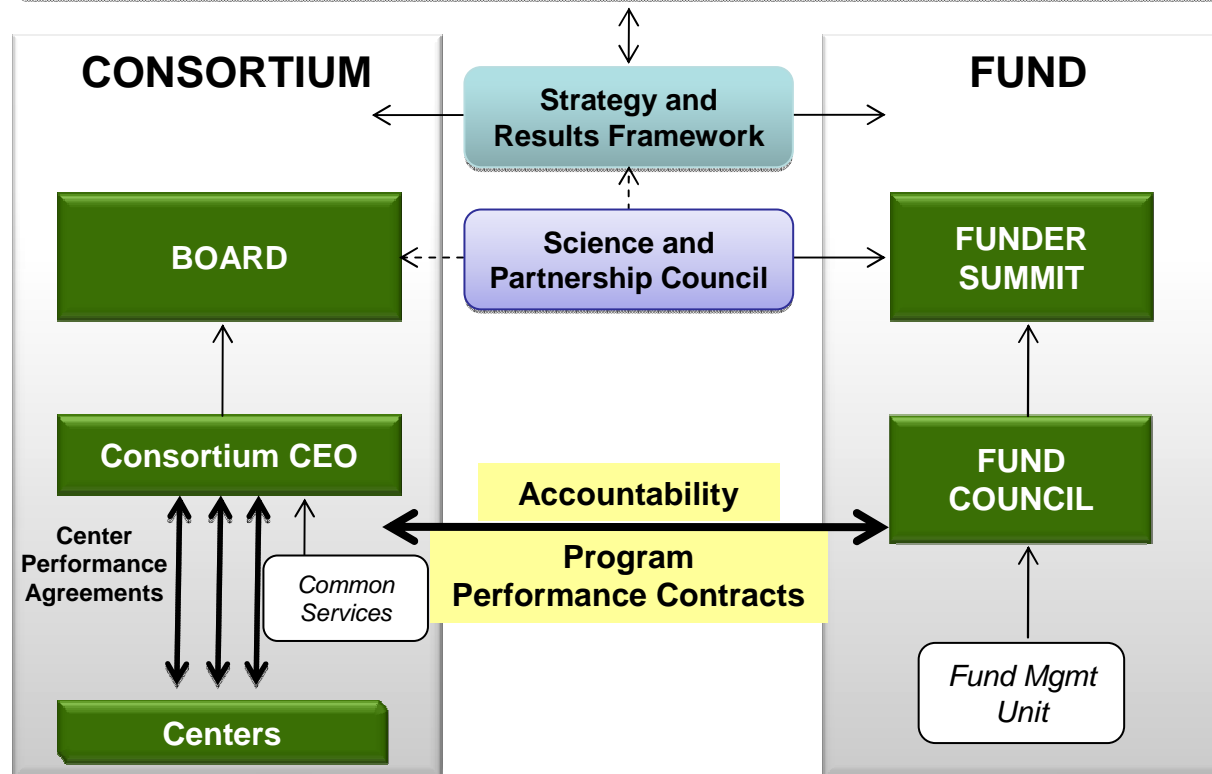 CONSORTIUM
Strategy and
Results Framework
FUND
BOARD
Science and
Partnership Council
FUNDER
SUMMIT
Consortium CEO
FUND
COUNCIL
Accountability
Program
Performance Contracts
Center
Performance
Agreements
Common
Services
Centers
Fund Mgmt
Unit